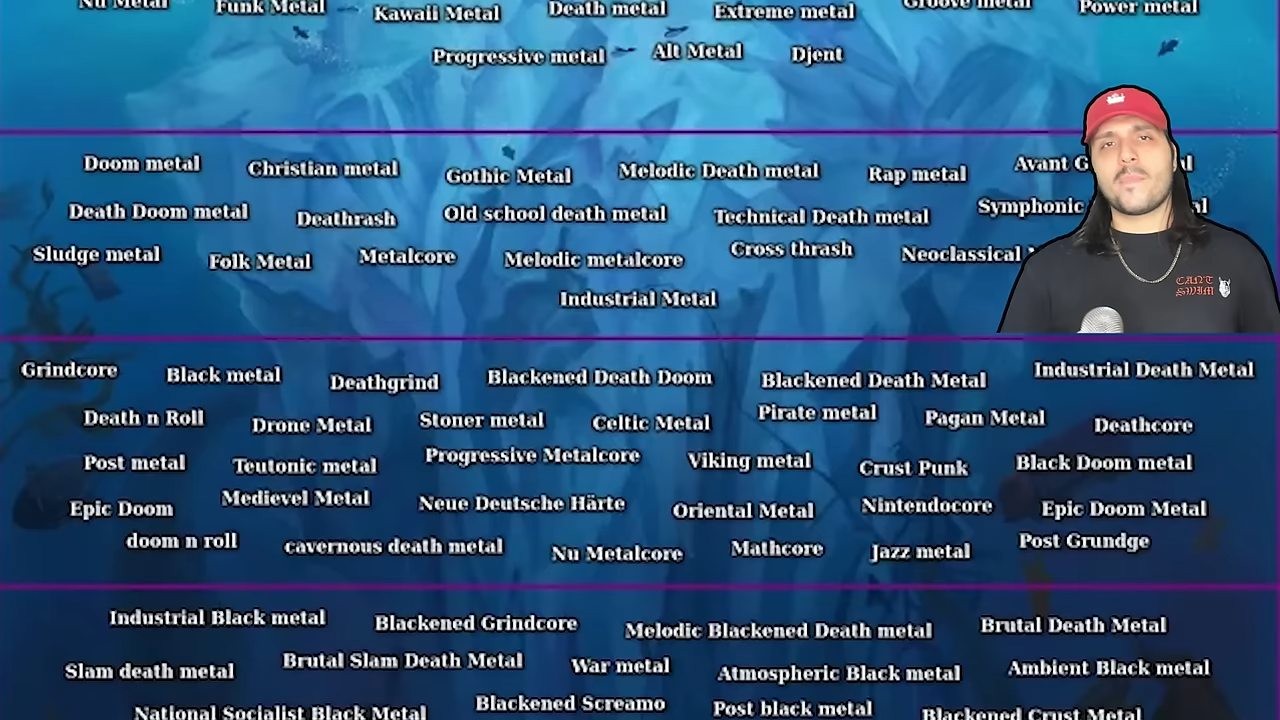 Nu Metal Funk Metal Kawaii Metal Death metal Extreme metal Groove metal Power metal
Progressive metal Alt Metal Djent
Doom metal Christian metal Gothic Metal Melodic Death metal Rap metal Avant G
Death Doom metal Deathrash Old school death metal Technical Death metal Symphonic
Sludge metal Folk Metal Metalcore Melodic metalcore Cross thrash Neoclassical
Industrial Metal
CAN'T
SWIM
Grindcore Black metal Deathgrind Blackened Death Doom Blackened Death Metal Industrial Death Metal
Death n Roll Drone Metal Stoner metal Celtic Metal Pirate metal Pagan Metal Deathcore
Post metal Teutonic metal Progressive Metalcore Viking metal Crust Punk Black Doom metal
Epic Doom Medievel Metal Neue Deutsche Härte Oriental Metal Nintendocore Epic Doom Metal
doom n roll cavernous death metal Nu Metalcore Mathcore Jazz metal Post Grundge
Industrial Black metal Blackened Grindcore Melodic Blackened Death metal Brutal Death Metal
Slam death metal Brutal Slam Death Metal War metal Atmospheric Black metal Ambient Black metal
National Socialist Black Metal Blackened Screamo Post black metal Blackened Crust Metal